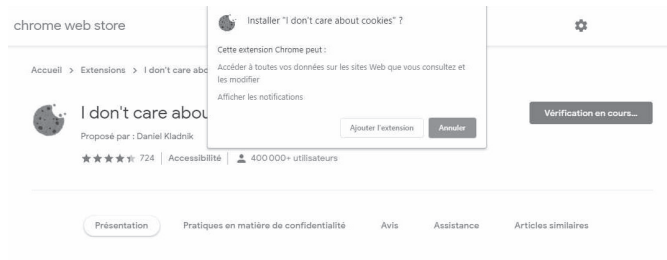 chrome web store
Installer "I don't care about cookies" ?
Cette extension Chrome peut :
Accéder à toutes vos données sur les sites Web que vous consultez et
les modifier
Afficher les notifications
Ajouter l'extension
Annuler
Accueil > Extensions > I don't care abo
I don't care abou
Proposé par : Daniel Kladnik
724 | Accessibilité | 400 000+ utilisateurs
Vérification en cours...
Présentation Pratiques en matière de confidentialité Avis Assistance Articles similaires